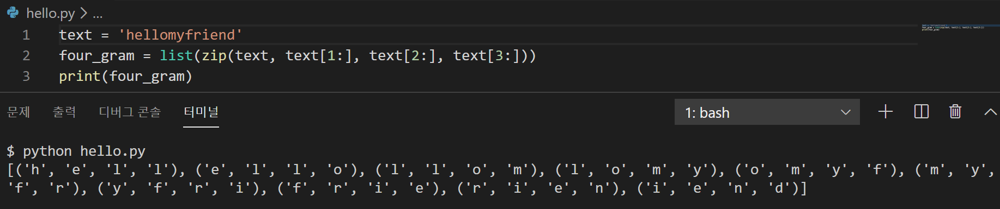 hello.py > ...
1 text = 'hellomyfriend'
2 four_gram = list(zip(text, text[1:], text[2:], text[3:]))
3 print(four_gram)
문제 출력 디버그 콘솔 터미널 1: bash
$ python hello.py
[('h', 'e', 'l', 'l'), ('e', 'l', 'l', 'o'), ('l', 'l', 'o', 'm'), ('l', 'o', 'm', 'y'), ('o', 'm', 'y', 'f'), ('m', 'y',
'f', 'r'), ('y', 'f', 'r', 'i'), ('f', 'r', 'i', 'e'), ('r', 'i', 'e', 'n'), ('i', 'e', 'n', 'd')]